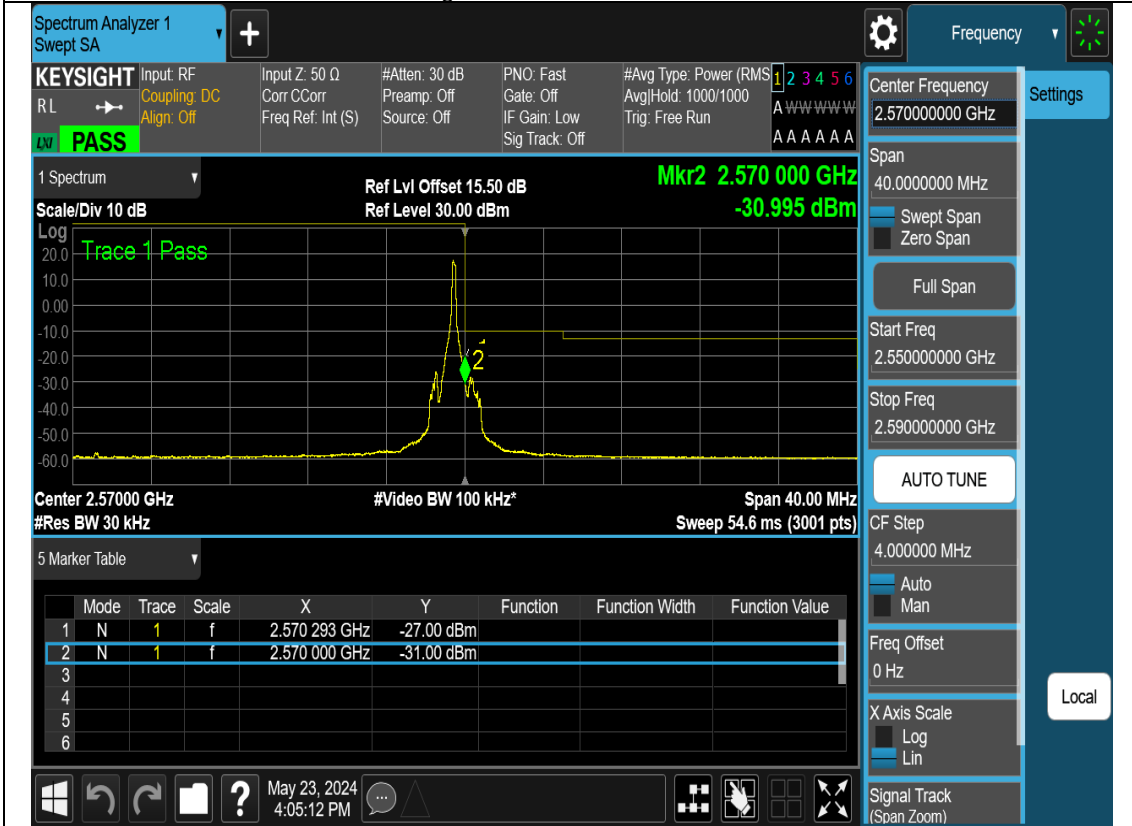 Spectrum Analyzer 1
Swept SA
+
Frequency
KEYSIGHT
R L
LXI
PASS
Input: RF
Coupling: DC
Align: Off
Input Z: 50 Ω
Corr CCorr
Freq Ref: Int (S)
#Atten: 30 dB
Preamp: Off
Source: Off
PNO: Fast
Gate: Off
IF Gain: Low
Sig Track: Off
#Avg Type: Power (RMS
Avg|Hold: 1000/1000
Trig: Free Run
1 2 3 4 5 6
A W W W W W
A A A A A A
1 Spectrum
Scale/Div 10 dB
Ref Lvl Offset 15.50 dB
Ref Level 30.00 dBm
Mkr2 2.570 000 GHz
-30.995 dBm
Log
Trace 1 Pass
20.0
10.0
0.00
-10.0
-20.0
-30.0
-40.0
-50.0
-60.0
2
Center 2.57000 GHz
#Video BW 100 kHz*
Span 40.00 MHz
#Res BW 30 kHz
Sweep 54.6 ms (3001 pts)
5 Marker Table
Mode Trace Scale X Y Function Function Width Function Value
1 N 1 f 2.570 293 GHz -27.00 dBm
2 N 1 f 2.570 000 GHz -31.00 dBm
3
4
5
6
?
May 23, 2024
4:05:12 PM
Center Frequency
2.570000000 GHz
Settings
Span
40.0000000 MHz
Swept Span
Zero Span
Full Span
Start Freq
2.550000000 GHz
Stop Freq
2.590000000 GHz
AUTO TUNE
CF Step
4.000000 MHz
Auto
Man
Freq Offset
0 Hz
Local
X Axis Scale
Log
Lin
Signal Track
(Span Zoom)